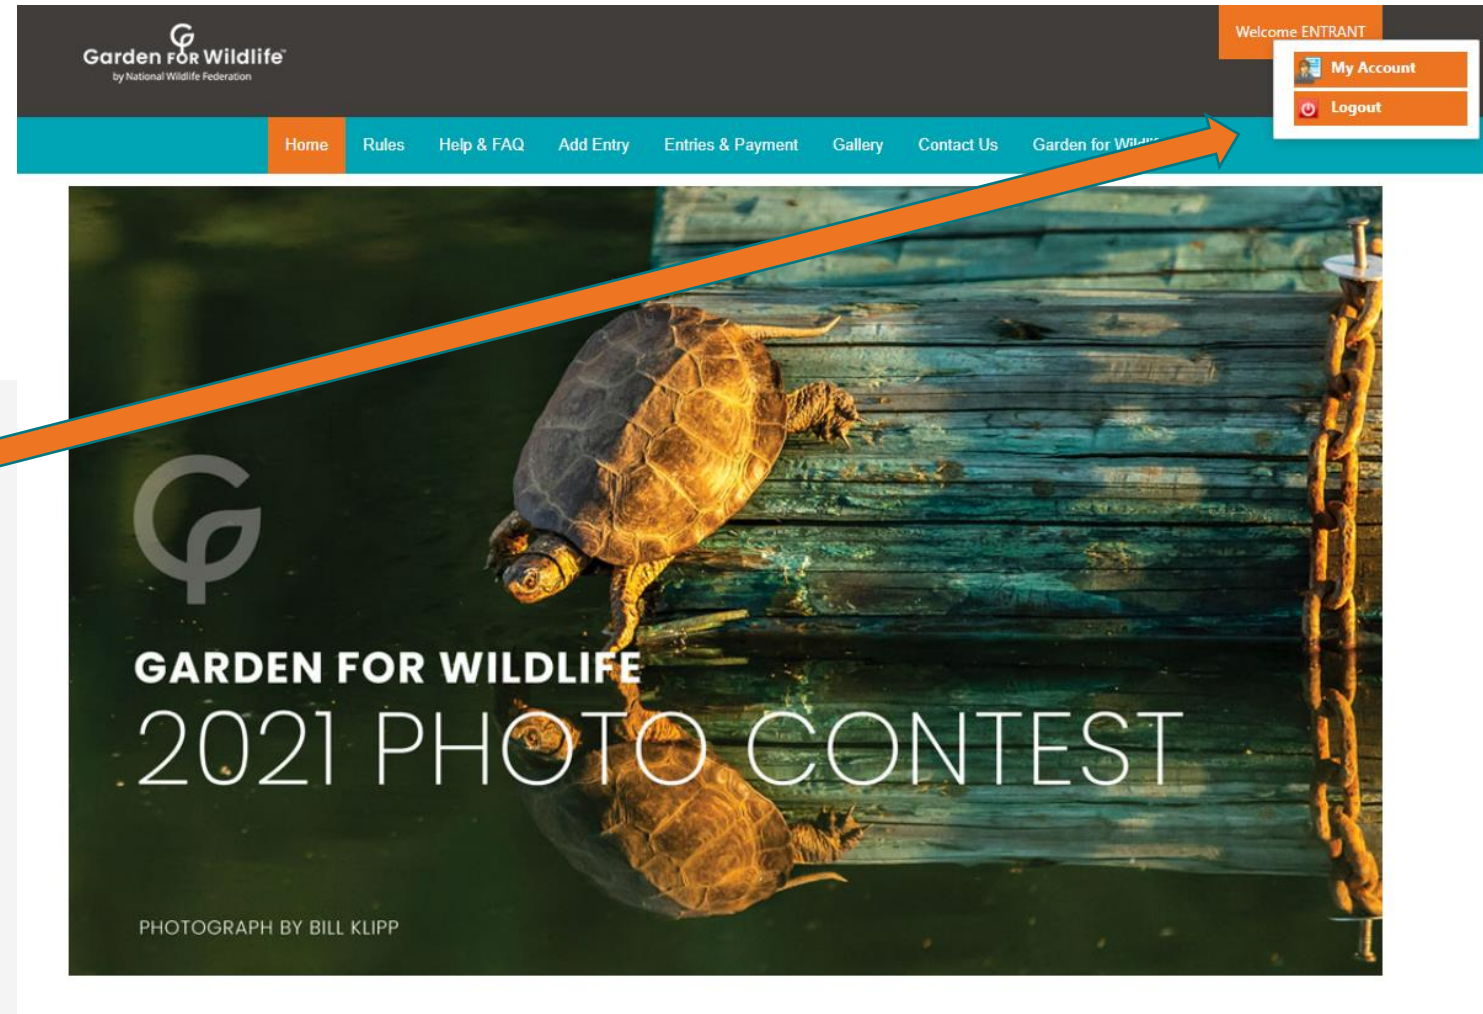 Garden FOR Wildlife™
by National Wildlife Federation
Welcome ENTRANT
My Account
Logout
Home Rules Help & FAQ Add Entry Entries & Payment Gallery Contact Us Garden for
GARDEN FOR WILDLIFE
2021 PHOTO CONTEST
PHOTOGRAPH BY BILL KLIPP